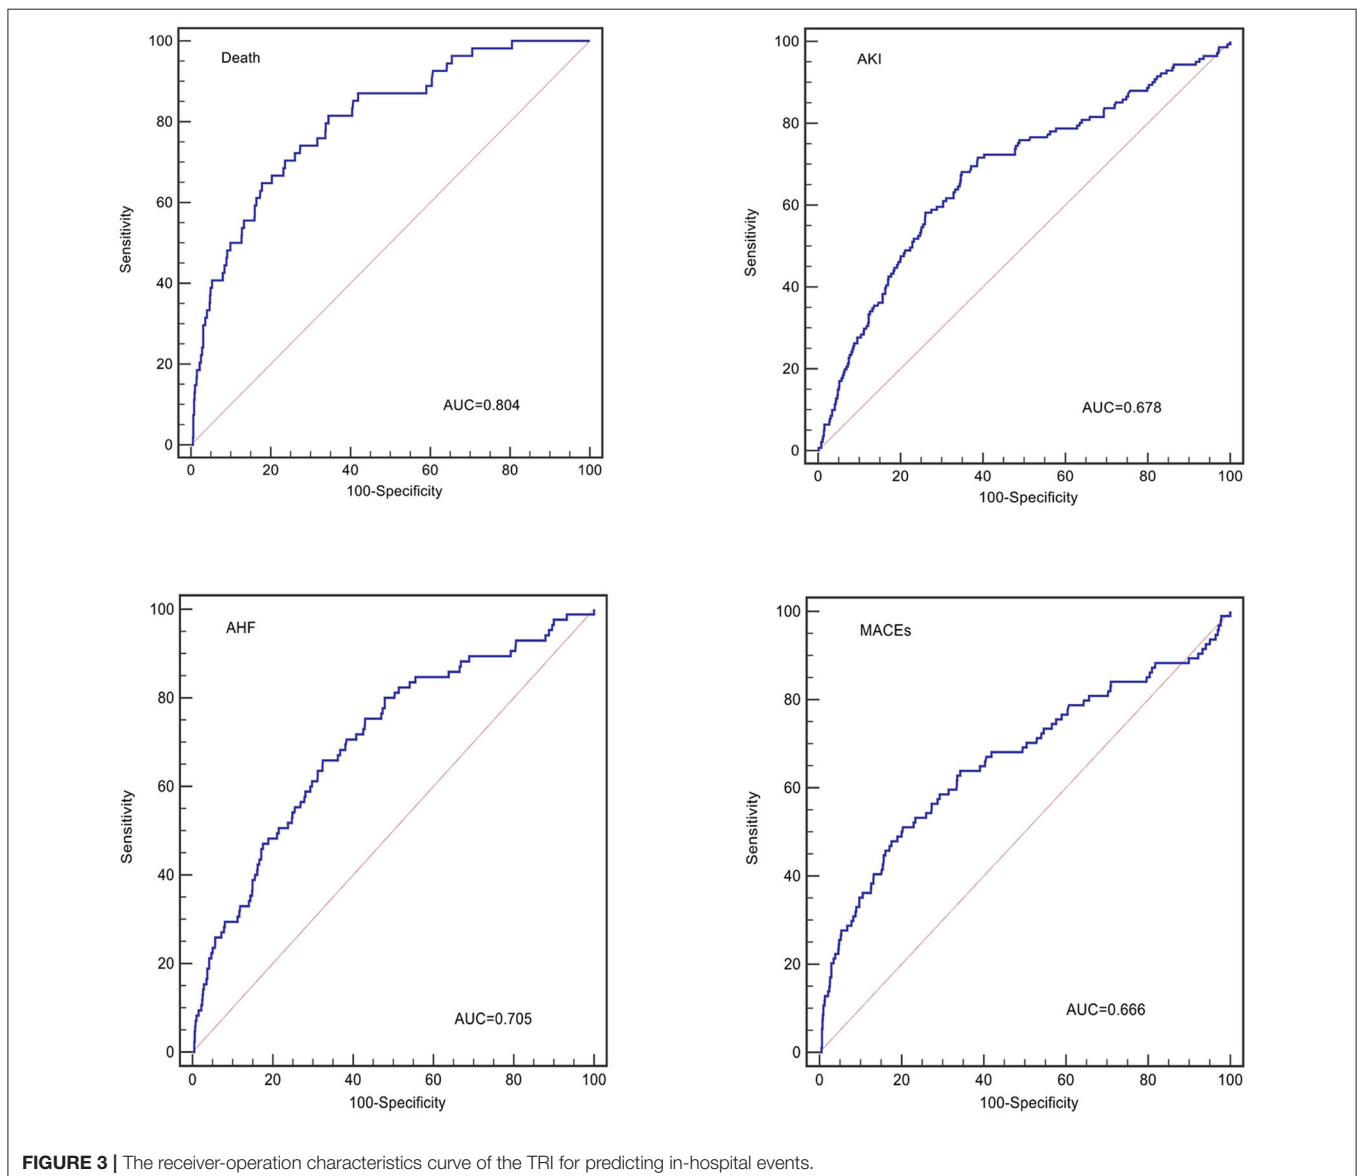 Death
100
80
60
40
20
0
Sensitivity
AUC=0.804
0 20 40 60 80 100
100-Specificity
AKI
100
80
60
40
20
0
Sensitivity
AUC=0.678
0 20 40 60 80 100
100-Specificity
AHF
100
80
60
40
20
0
Sensitivity
AUC=0.705
0 20 40 60 80 100
100-Specificity
MACEs
100
80
60
40
20
0
Sensitivity
AUC=0.666
0 20 40 60 80 100
100-Specificity
FIGURE 3 | The receiver-operation characteristics curve of the TRI for predicting in-hospital events.